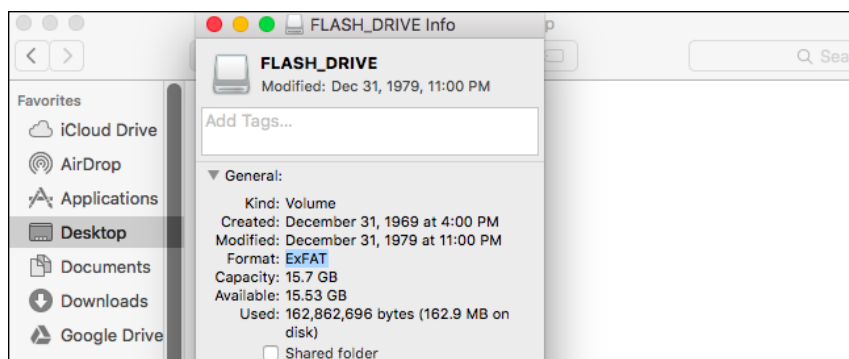 FLASH_DRIVE Info
p
Sea
FLASH_DRIVE
Modified: Dec 31, 1979, 11:00 PM
Add Tags...
General:
Kind: Volume
Created: December 31, 1969 at 4:00 PM
Modified: December 31, 1979 at 11:00 PM
Format: ExFAT
Capacity: 15.7 GB
Available: 15.53 GB
Used: 162,862,696 bytes (162.9 MB on
disk)
Shared folder
Favorites
iCloud Drive
AirDrop
Applications
Desktop
Documents
Downloads
Google Drive